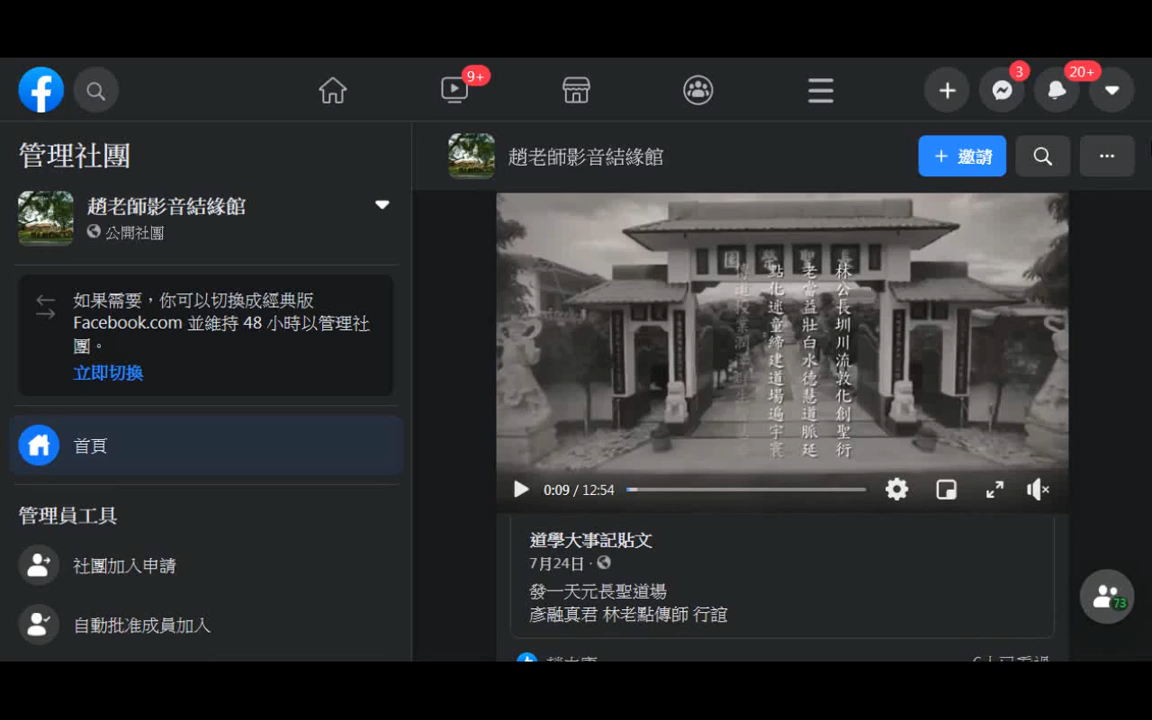 9+
3
20+
管理社團
趙老師影音結緣館
公開社團
如果需要，你可以切換成經典版
Facebook.com 並維持 48 小時以管理社
團。
立即切換
首頁
管理員工具
社團加入申請
自動批准成員加入
趙老師影音結緣館
+ 邀請
林公長圳川流敦化創聖衍
老當益壯白水德慧道脈延
點化迷童締建道場遍宇寰
0:09 / 12:54
道學大事記貼文
7月24日
發一天元長聖道場
彥融真君 林老點傳師 行誼
73